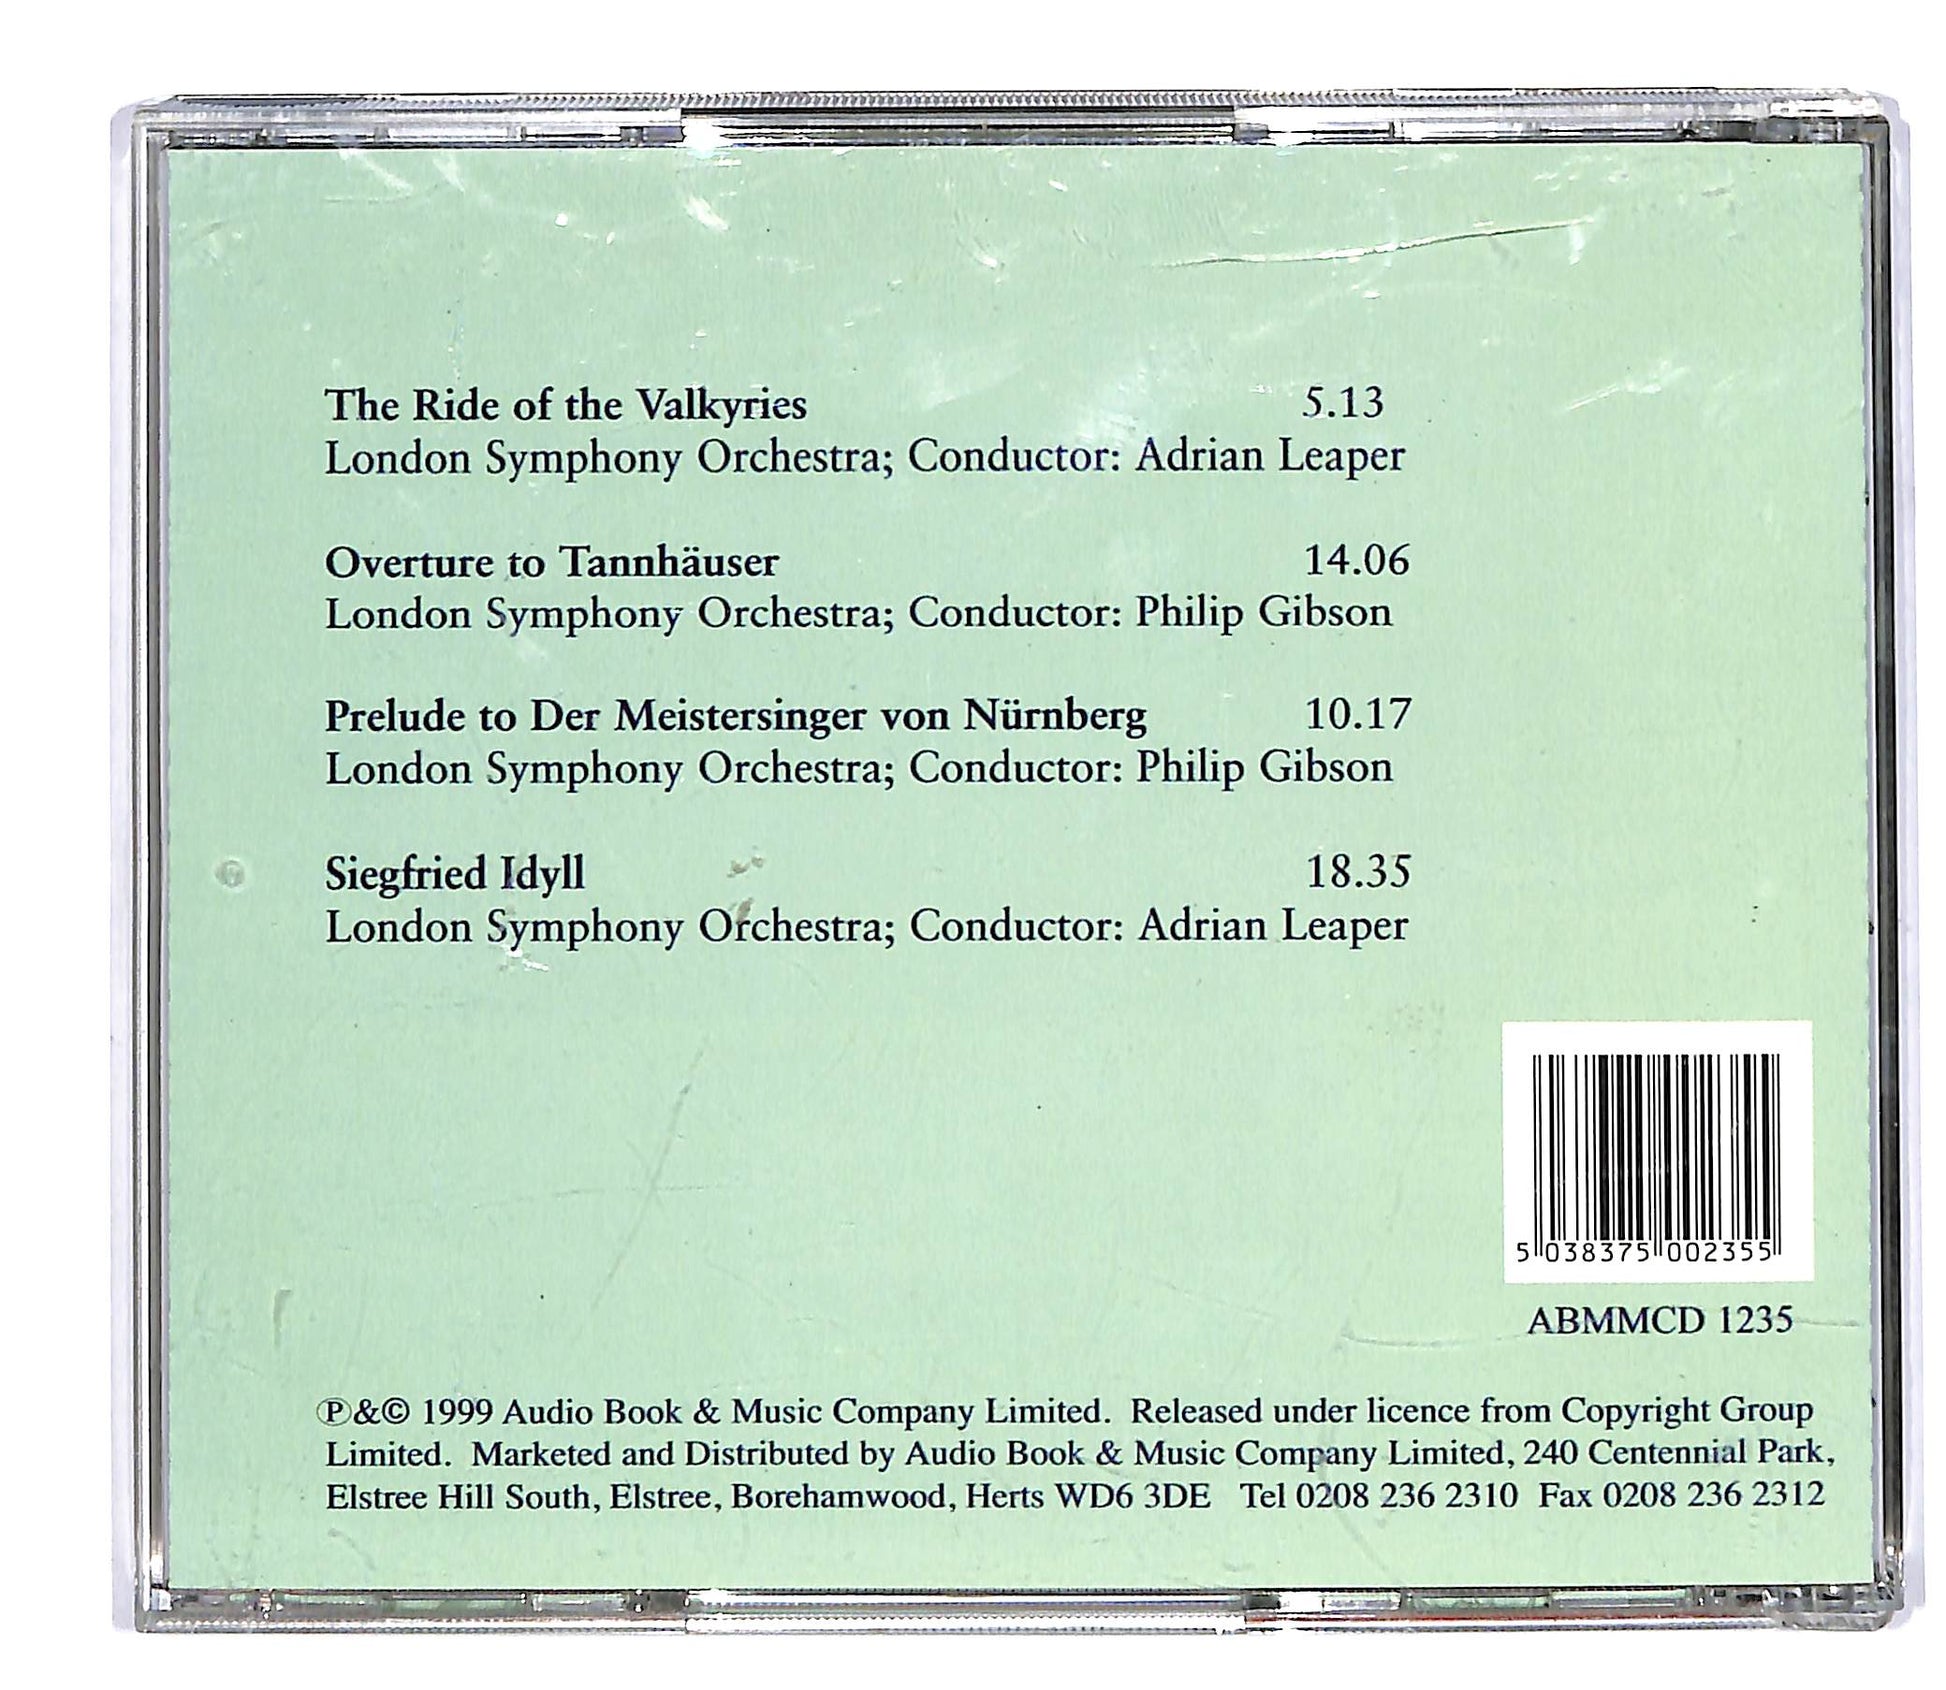 The Ride of the Valkyries 5.13
London Symphony Orchestra; Conductor: Adrian Leaper
Overture to Tannhäuser 14.06
London Symphony Orchestra; Conductor: Philip Gibson
Prelude to Der Meistersinger von Nürnberg 10.17
London Symphony Orchestra; Conductor: Philip Gibson
Siegfried Idyll 18.35
London Symphony Orchestra; Conductor: Adrian Leaper
5 038375 002355
ABMMCD 1235
℗&© 1999 Audio Book & Music Company Limited. Released under licence from Copyright Group
Limited. Marketed and Distributed by Audio Book & Music Company Limited, 240 Centennial Park,
Elstree Hill South, Elstree, Borehamwood, Herts WD6 3DE Tel 0208 236 2310 Fax 0208 236 2312